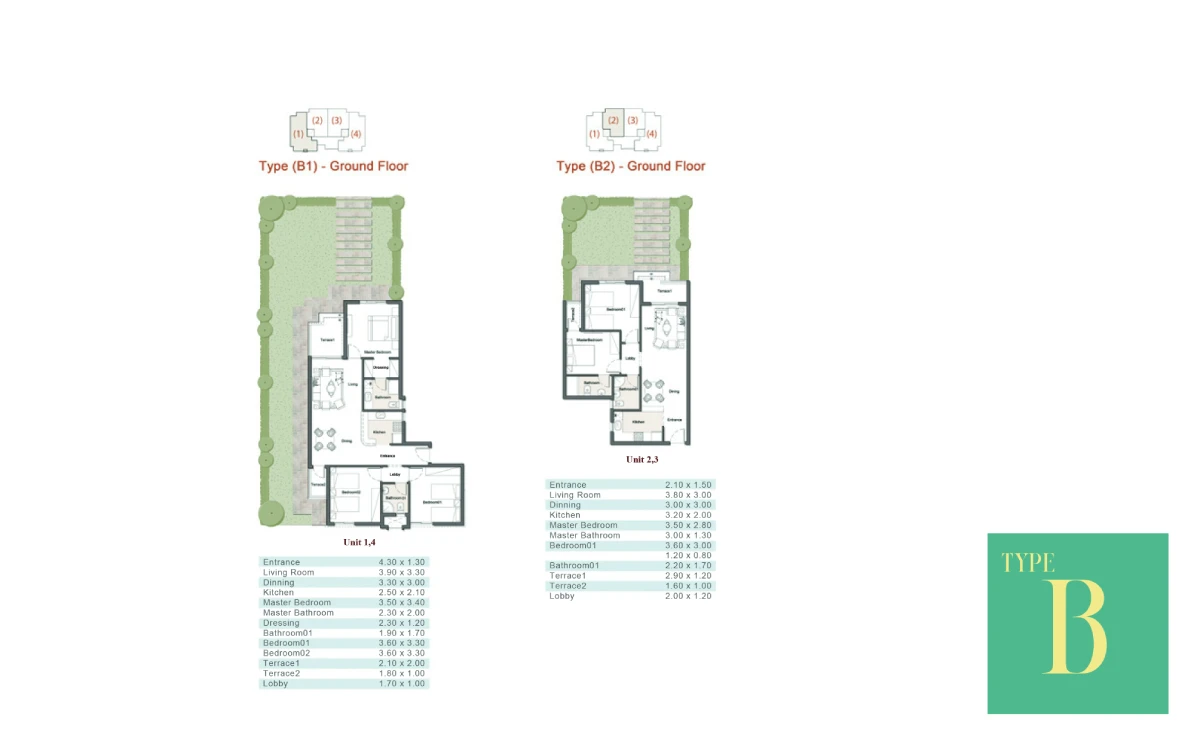 (1) (2) (3) (4)
Type (B1) - Ground Floor
Terrace1
Master Bedroom
Dressing
Living
Bathroom
Kitchen
Dining
Entrance
Lobby
Terrace2
Bedroom02
Bathroom01
Bedroom01
Unit 1,4
Entrance 4.30 x 1.30
Living Room 3.90 x 3.30
Dinning 3.30 x 3.00
Kitchen 2.50 x 2.10
Master Bedroom 3.50 x 3.40
Master Bathroom 2.30 x 2.00
Dressing 2.30 x 1.20
Bathroom01 1.90 x 1.70
Bedroom01 3.60 x 3.30
Bedroom02 3.60 x 3.30
Terrace1 2.10 x 2.00
Terrace2 1.80 x 1.00
Lobby 1.70 x 1.00
(1) (2) (3) (4)
Type (B2) - Ground Floor
Terrace1
Bedroom01
Terrace2
Living
MasterBedroom
Lobby
Bathroom
Bathroom01
Dining
Kitchen
Entrance
Unit 2,3
Entrance 2.10 x 1.50
Living Room 3.80 x 3.00
Dinning 3.00 x 3.00
Kitchen 3.20 x 2.00
Master Bedroom 3.50 x 2.80
Master Bathroom 3.00 x 1.30
Bedroom01 3.60 x 3.00
1.20 x 0.80
Bathroom01 2.20 x 1.70
Terrace1 2.90 x 1.20
Terrace2 1.60 x 1.00
Lobby 2.00 x 1.20
TYPE
B